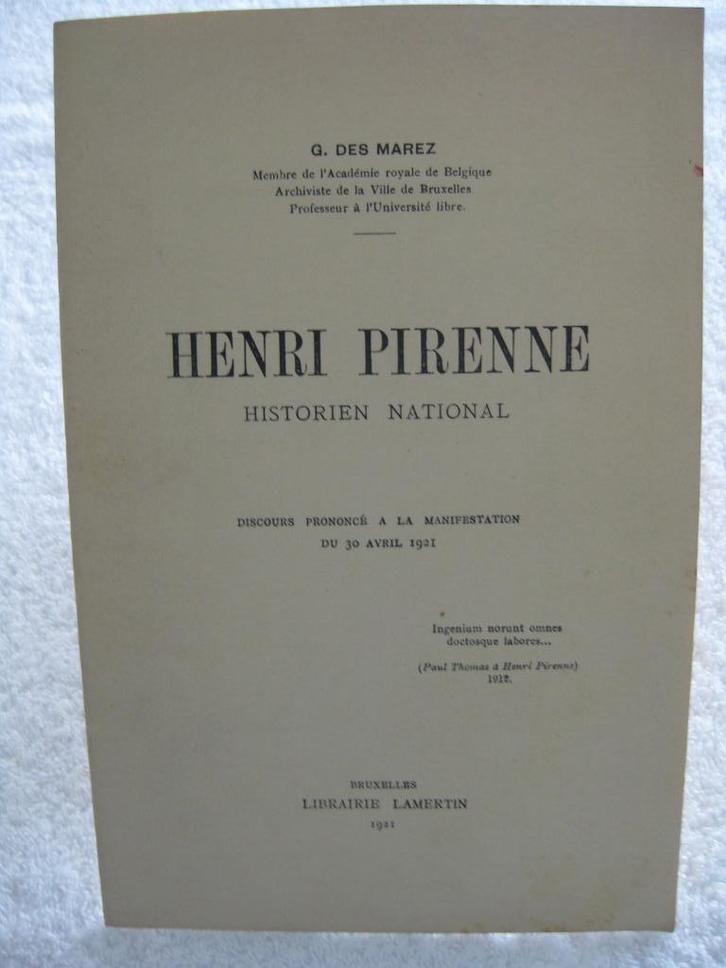 G. DES MAREZ
Membre de l'Académie royale de Belgique
Archiviste de la Ville de Bruxelles
Professeur à l'Université libre.
HENRI PIRENNE
HISTORIEN NATIONAL
DISCOURS PRONONCÉ A LA MANIFESTATION
DU 30 AVRIL 1921
Ingenium norunt omnes
doctosque labores...
(Paul Thomas à Henri Pirenne)
1912.
BRUXELLES
LIBRAIRIE LAMERTIN
1921